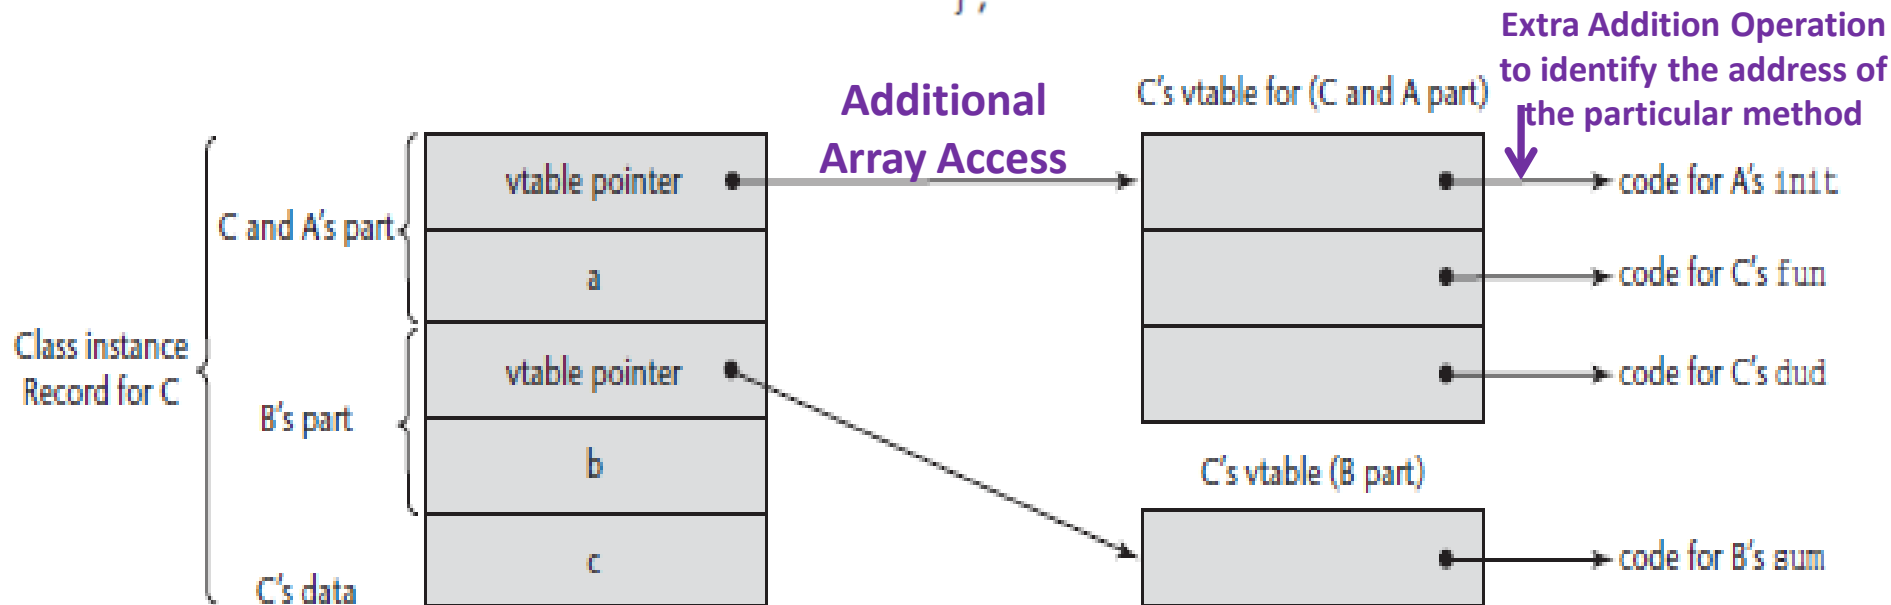 };
Extra Addition Operation
to identify the address of
the particular method
Additional
Array Access
C's vtable for (C and A part)
vtable pointer
code for A's init
C and A's part
a
code for C's fun
Class instance
Record for C
vtable pointer
code for C's dud
B's part
b
C's vtable (B part)
c
code for B's sum
C's data